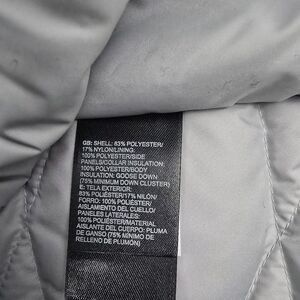 GB: SHELL: 83% POLYESTER/
17% NYLON/LINING:
100% POLYESTER/SIDE
PANELS/COLLAR INSULATION:
100% POLYESTER/BODY
INSULATION: GOOSE DOWN
(75% MINIMUM DOWN CLUSTER)
E: TELA EXTERIOR:
83% POLIÉSTER/17% NILÓN/
FORRO: 100% POLIÉSTER/
AISLAMIENTO DEL CUELLO/
PANELES LATERALES:
100% POLIÉSTER/MATERIAL
AISLANTE DEL CUERPO: PLUMA
DE GANSO (75% MÍNIMO DE
RELLENO DE PLUMÓN)